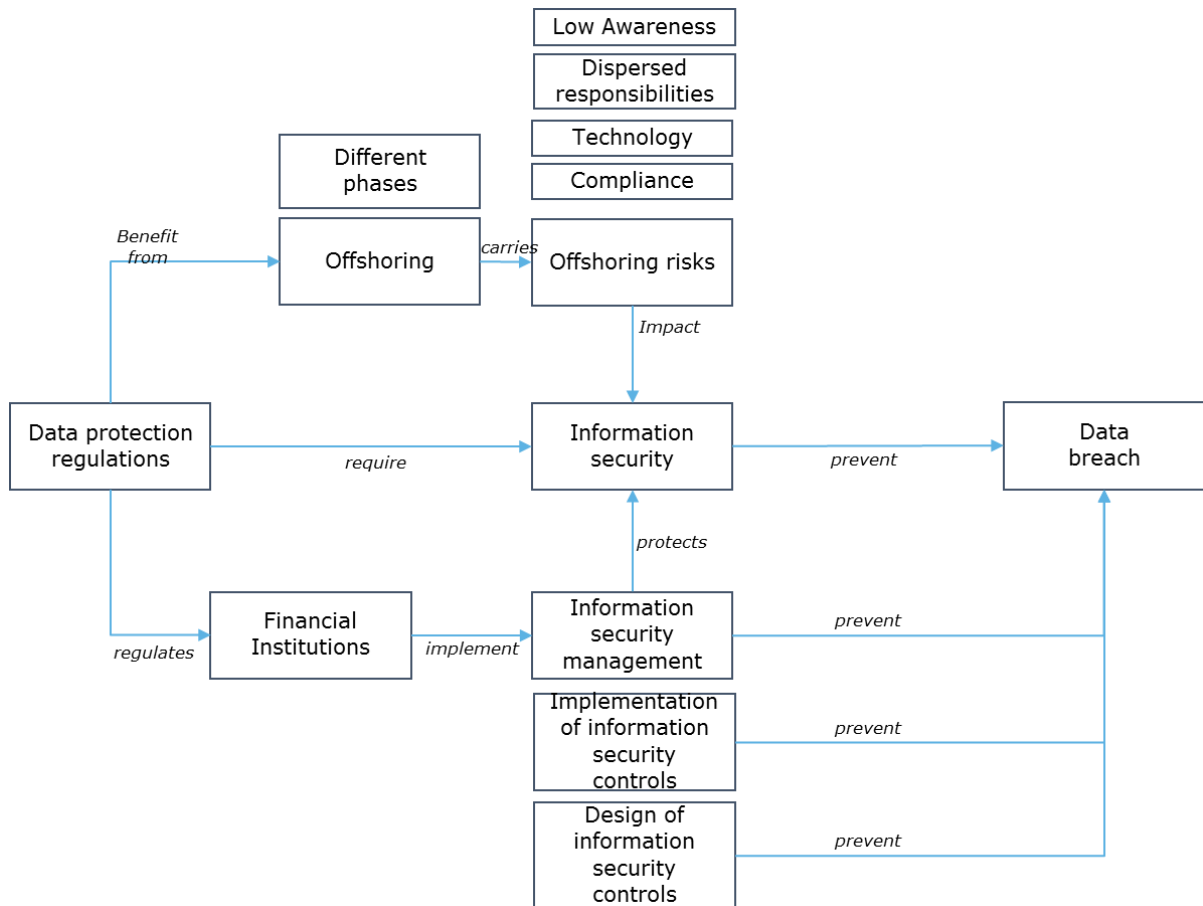 Low Awareness
Dispersed
responsibilities
Technology
Compliance
Different
phases
Benefit
from
Offshoring
carries
Offshoring risks
Impact
Data protection
regulations
require
Information
security
prevent
Data
breach
protects
regulates
Financial
Institutions
implement
Information
security
management
prevent
Implementation
of information
security
controls
prevent
Design of
information
security
controls
prevent